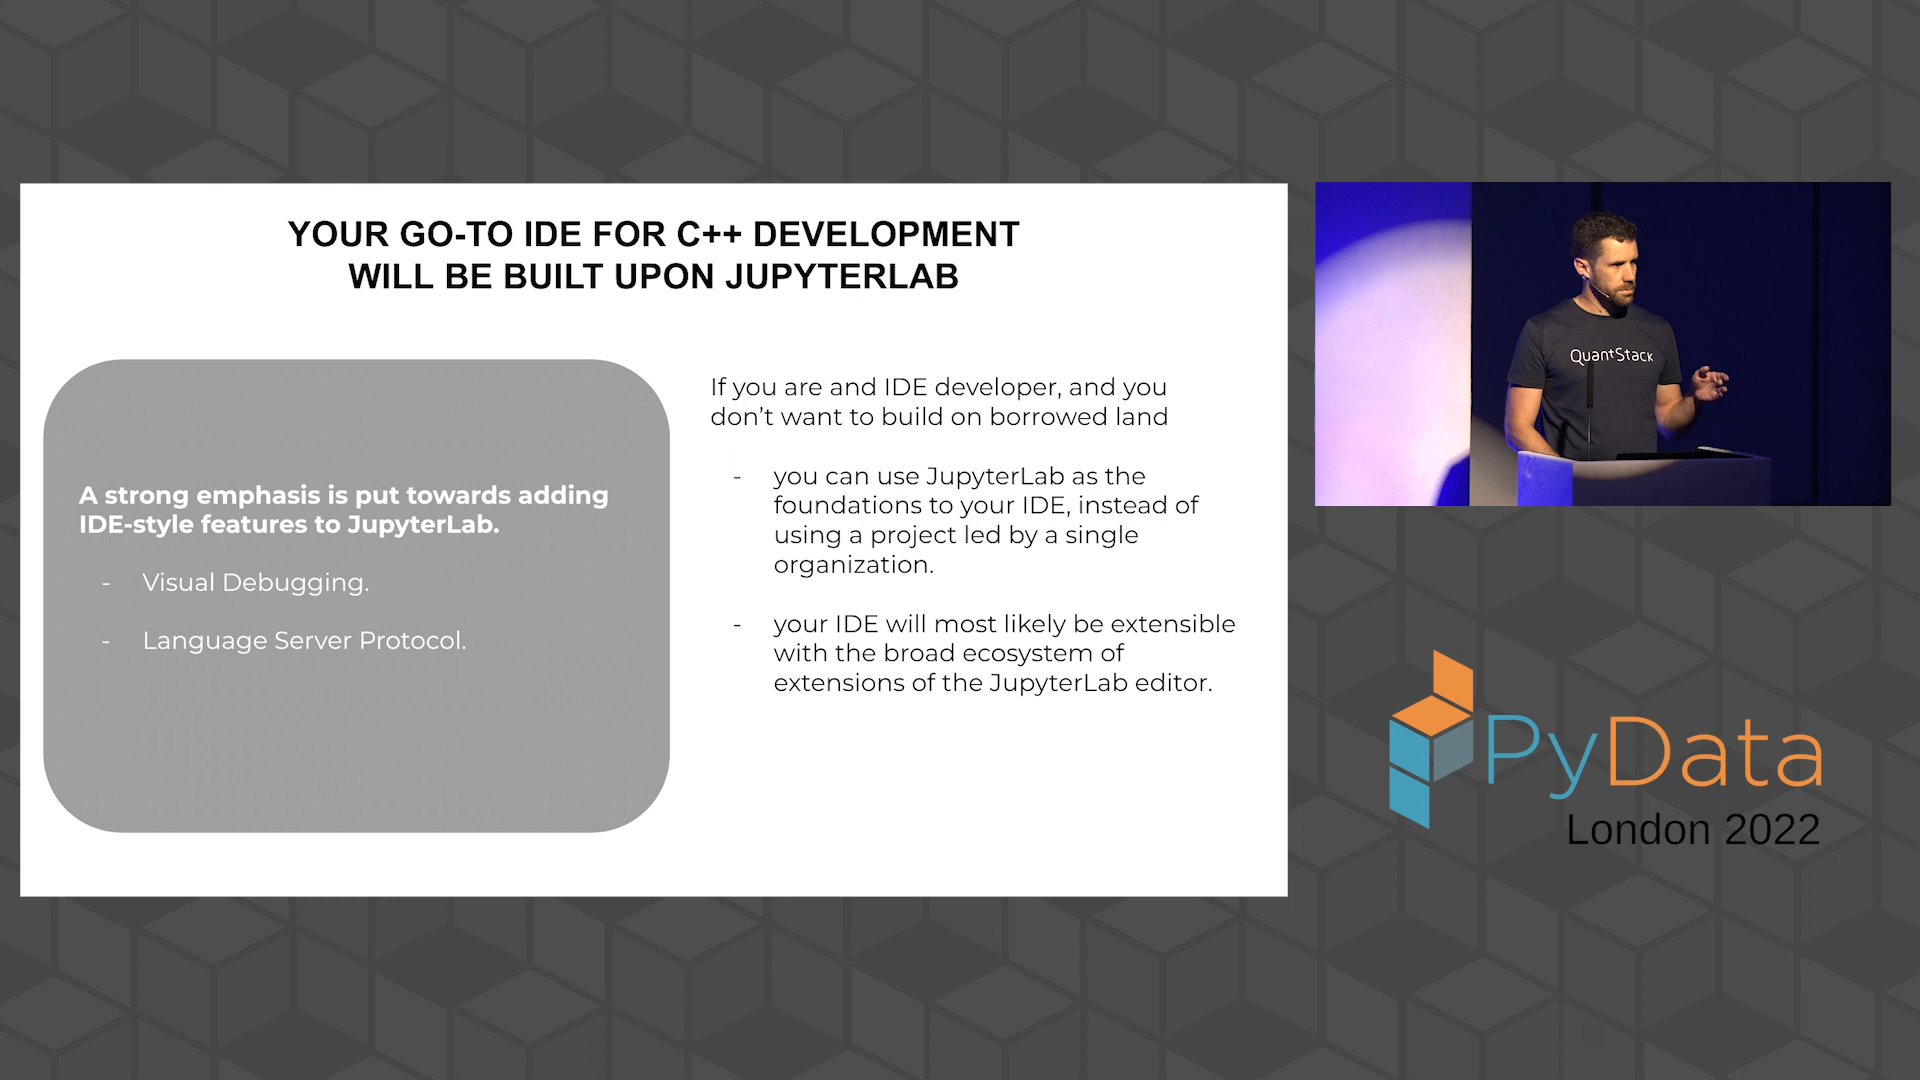 YOUR GO-TO IDE FOR C++ DEVELOPMENT
WILL BE BUILT UPON JUPYTERLAB
A strong emphasis is put towards adding
IDE-style features to JupyterLab.
- Visual Debugging.
- Language Server Protocol.
If you are and IDE developer, and you
don’t want to build on borrowed land
- you can use JupyterLab as the
foundations to your IDE, instead of
using a project led by a single
organization.
- your IDE will most likely be extensible
with the broad ecosystem of
extensions of the JupyterLab editor.
QuantStack
PyData
London 2022